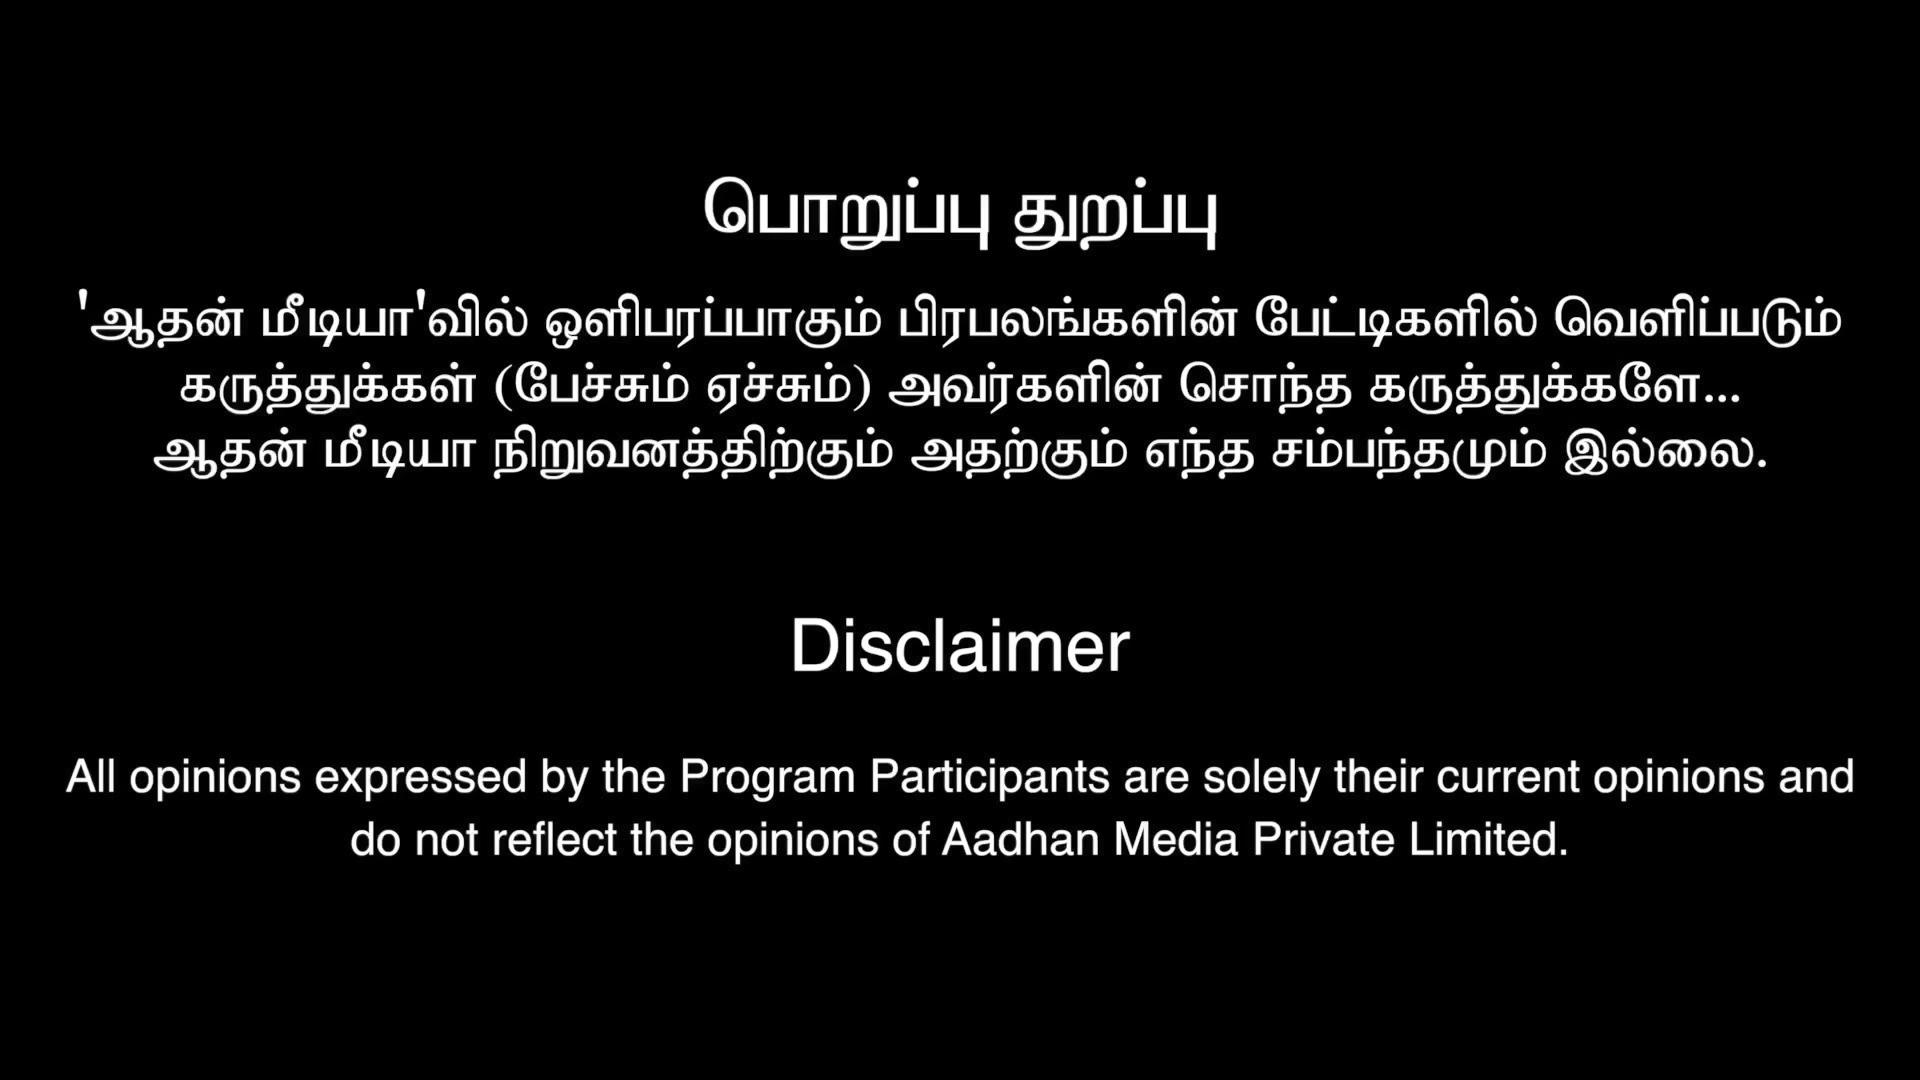 பொறுப்பு துறப்பு
'ஆதன் மீடியா'வில் ஒளிபரப்பாகும் பிரபலங்களின் பேட்டிகளில் வெளிப்படும்
கருத்துக்கள் (பேச்சும் ஏச்சும்) அவர்களின் சொந்த கருத்துக்களே...
ஆதன் மீடியா நிறுவனத்திற்கும் அதற்கும் எந்த சம்பந்தமும் இல்லை.
Disclaimer
All opinions expressed by the Program Participants are solely their current opinions and
do not reflect the opinions of Aadhan Media Private Limited.